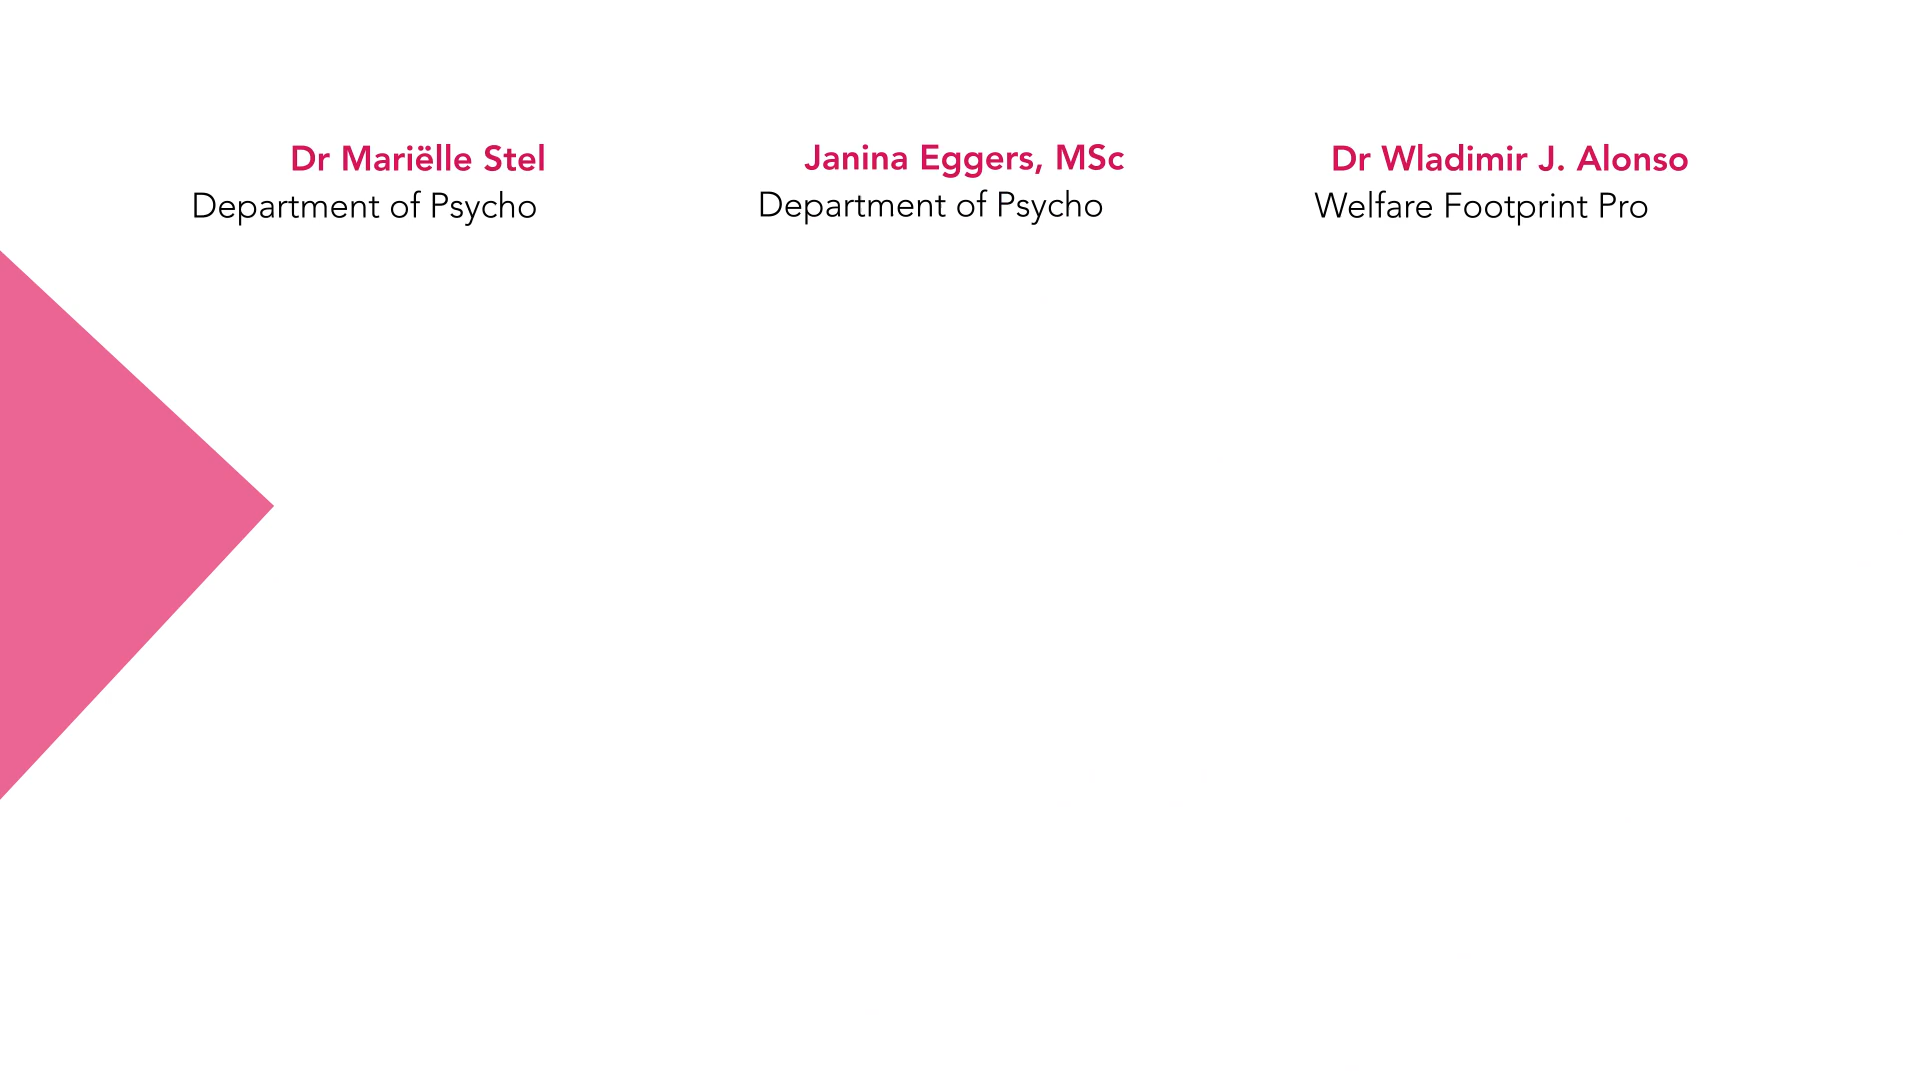 Dr Mariëlle Stel
Department of Psycho
Janina Eggers, MSc
Department of Psycho
Dr Wladimir J. Alonso
Welfare Footprint Pro